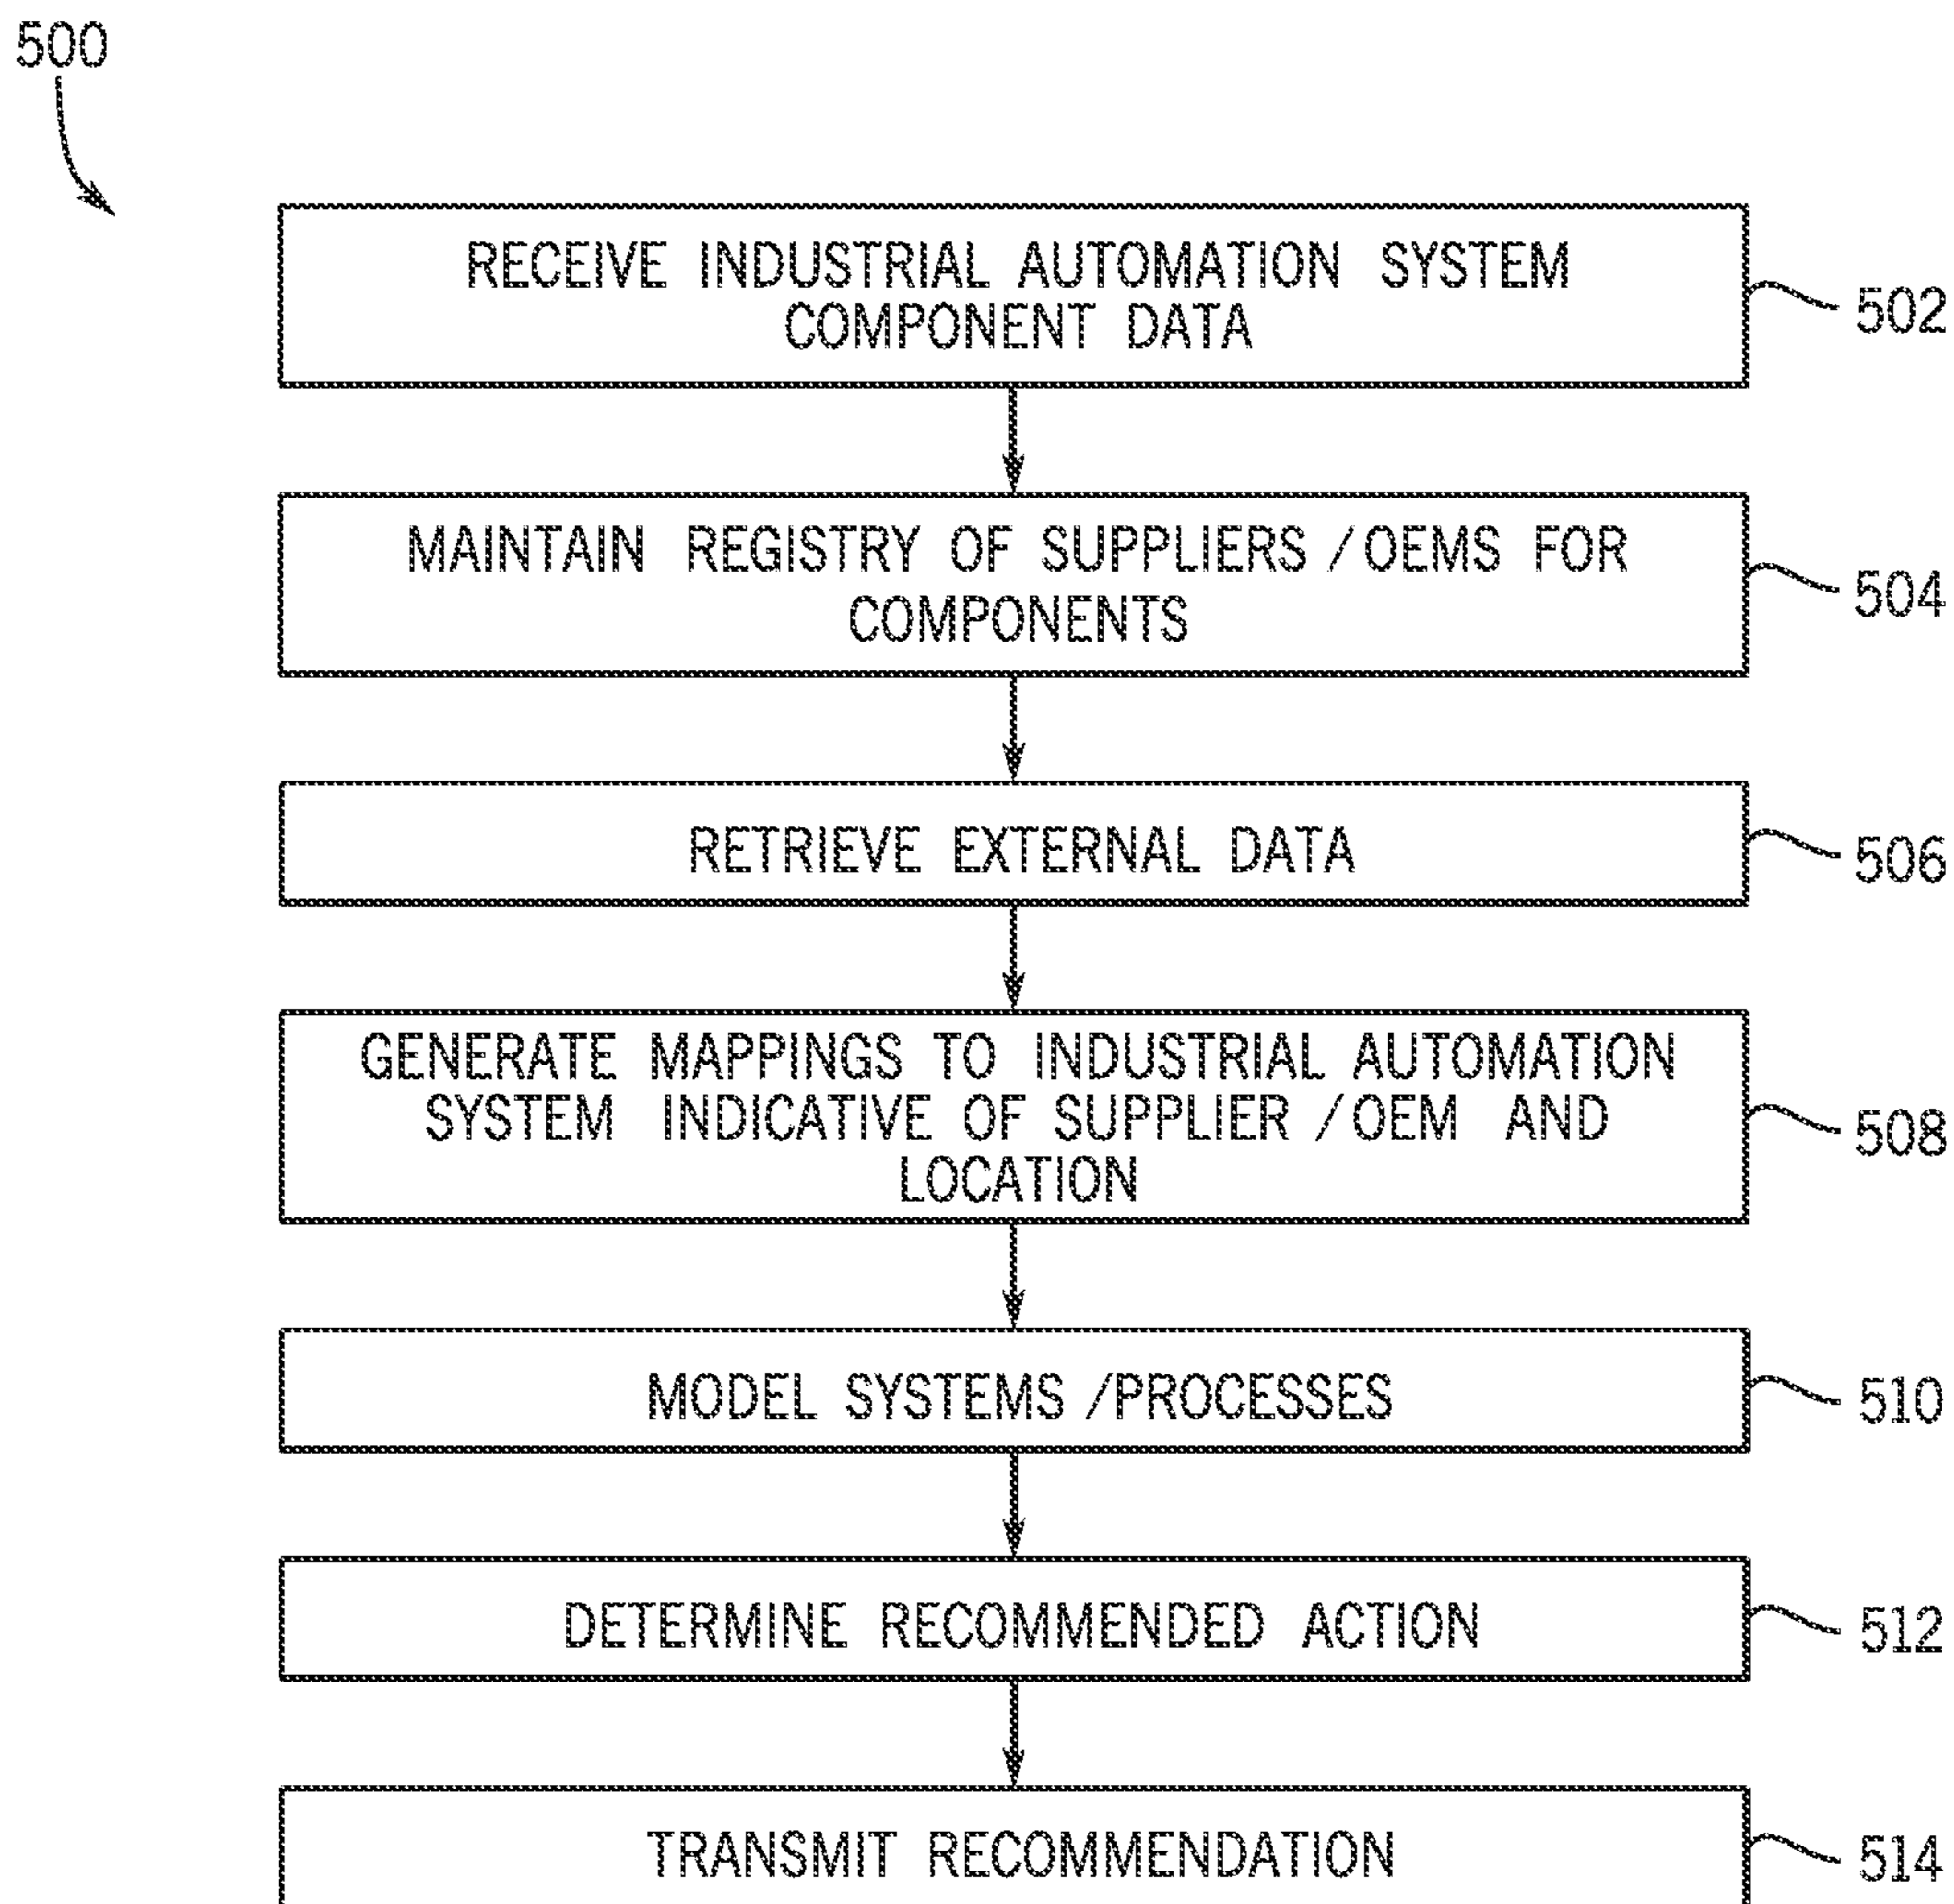 500
RECEIVE INDUSTRIAL AUTOMATION SYSTEM
COMPONENT DATA
502
MAINTAIN REGISTRY OF SUPPLIERS /OEMS FOR
COMPONENTS
504
RETRIEVE EXTERNAL DATA
506
GENERATE MAPPINGS TO INDUSTRIAL AUTOMATION
SYSTEM INDICATIVE OF SUPPLIER /OEM AND
LOCATION
508
MODEL SYSTEMS /PROCESSES
510
DETERMINE RECOMMENDED ACTION
512
TRANSMIT RECOMMENDATION
514